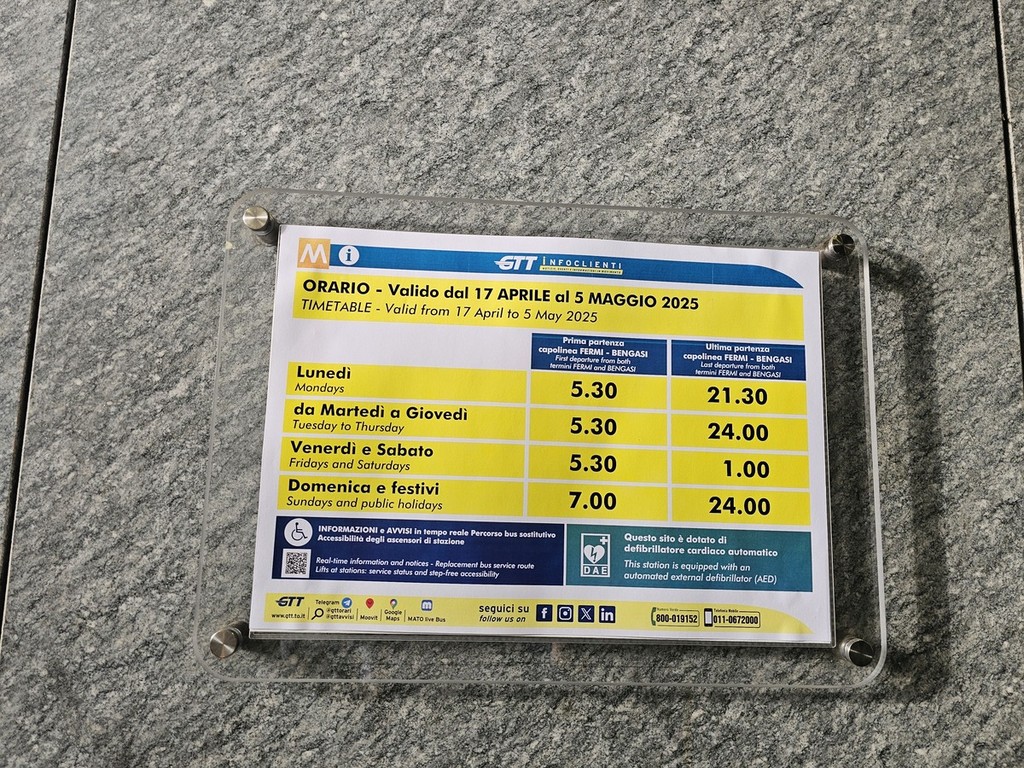 M i GTT INFOCLIENTI
ORARIO - Valido dal 17 APRILE al 5 MAGGIO 2025
TIMETABLE - Valid from 17 April to 5 May 2025
Prima partenza
capolinea FERMI - BENGASI
First departure from both
termini FERMI and BENGASI
Ultima partenza
capolinea FERMI - BENGASI
Last departure from both
termini FERMI and BENGASI
Lunedì
Mondays
5.30
21.30
da Martedì a Giovedì
Tuesday to Thursday
5.30
24.00
Venerdì e Sabato
Fridays and Saturdays
5.30
1.00
Domenica e festivi
Sundays and public holidays
7.00
24.00
INFORMAZIONI e AVVISI in tempo reale Percorso bus sostitutivo
Accessibilità degli ascensori di stazione
Real-time information and notices - Replacement bus service route
Lifts at stations: service status and step-free accessibility
DAE
Questo sito è dotato di
defibrillatore cardiaco automatico
This station is equipped with an
automated external defibrillator (AED)
GTT
www.gtt.to.it
Telegram
@gttorari
@gttavvisi
Moovit
Google
Maps
MATO live Bus
seguici su
follow us on
Numero Verde
800-019152
Telefono Mobile
011-0672000